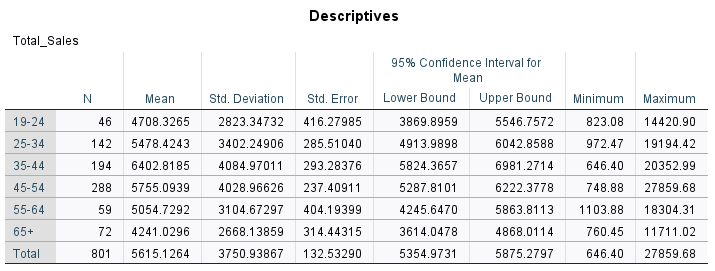 Descriptives
Total_Sales
95% Confidence Interval for
Mean
N Mean Std. Deviation Std. Error Lower Bound Upper Bound Minimum Maximum
19-24 46 4708.3265 2823.34732 416.27985 3869.8959 5546.7572 823.08 14420.90
25-34 142 5478.4243 3402.24906 285.51040 4913.9898 6042.8588 972.47 19194.42
35-44 194 6402.8185 4084.97011 293.28376 5824.3657 6981.2714 646.40 20352.99
45-54 288 5755.0939 4028.96626 237.40911 5287.8101 6222.3778 748.88 27859.68
55-64 59 5054.7292 3104.67297 404.19399 4245.6470 5863.8113 1103.88 18304.31
65+ 72 4241.0296 2668.13859 314.44315 3614.0478 4868.0114 760.45 11711.02
Total 801 5615.1264 3750.93867 132.53290 5354.9731 5875.2797 646.40 27859.68